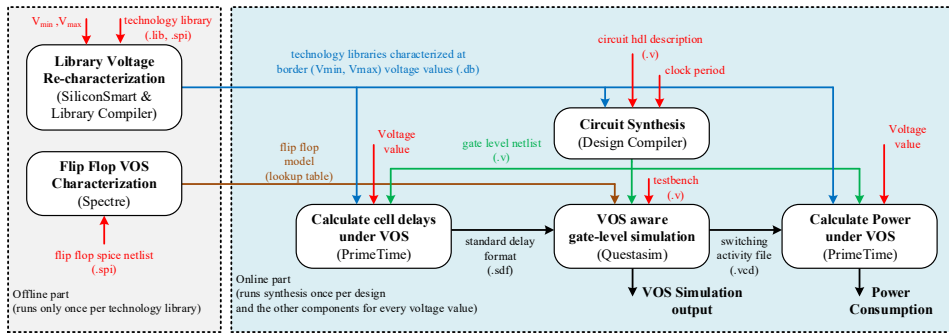 Vmin ,Vmax
technology library
(.lib, .spi)
Library Voltage
Re-characterization
(SiliconSmart &
Library Compiler)
Flip Flop VOS
Characterization
(Spectre)
flip flop spice netlist
(.spi)
Offline part
(runs only once per technology library)
technology libraries characterized at
border (Vmin, Vmax) voltage values (.db)
circuit hdl description
(.v)
clock period
Circuit Synthesis
(Design Compiler)
Voltage
value
gate level netlist
(.v)
Voltage
value
flip flop
model
(lookup table)
testbench
(.v)
Calculate cell delays
under VOS
(PrimeTime)
standard delay
format
(.sdf)
VOS aware
gate-level simulation
(Questasim)
switching
activity file
(.vcd)
Calculate Power
under VOS
(PrimeTime)
Online part
(runs synthesis once per design
and the other components for every voltage value)
VOS Simulation
output
Power
Consumption